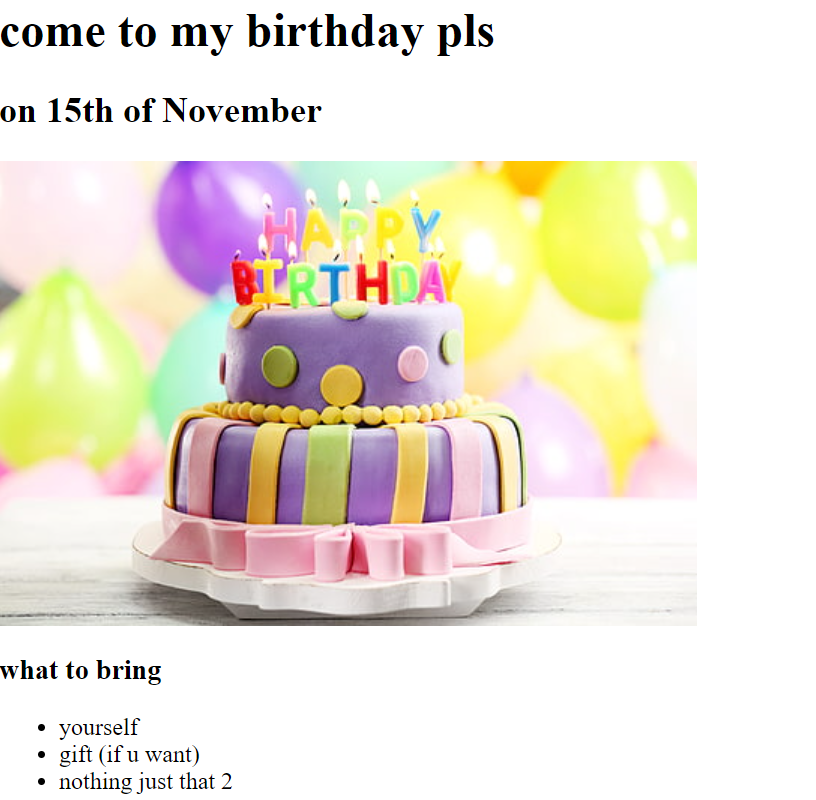 come to my birthday pls
on 15th of November
HAPPY
BIRTHDAY
what to bring
yourself
gift (if u want)
nothing just that 2